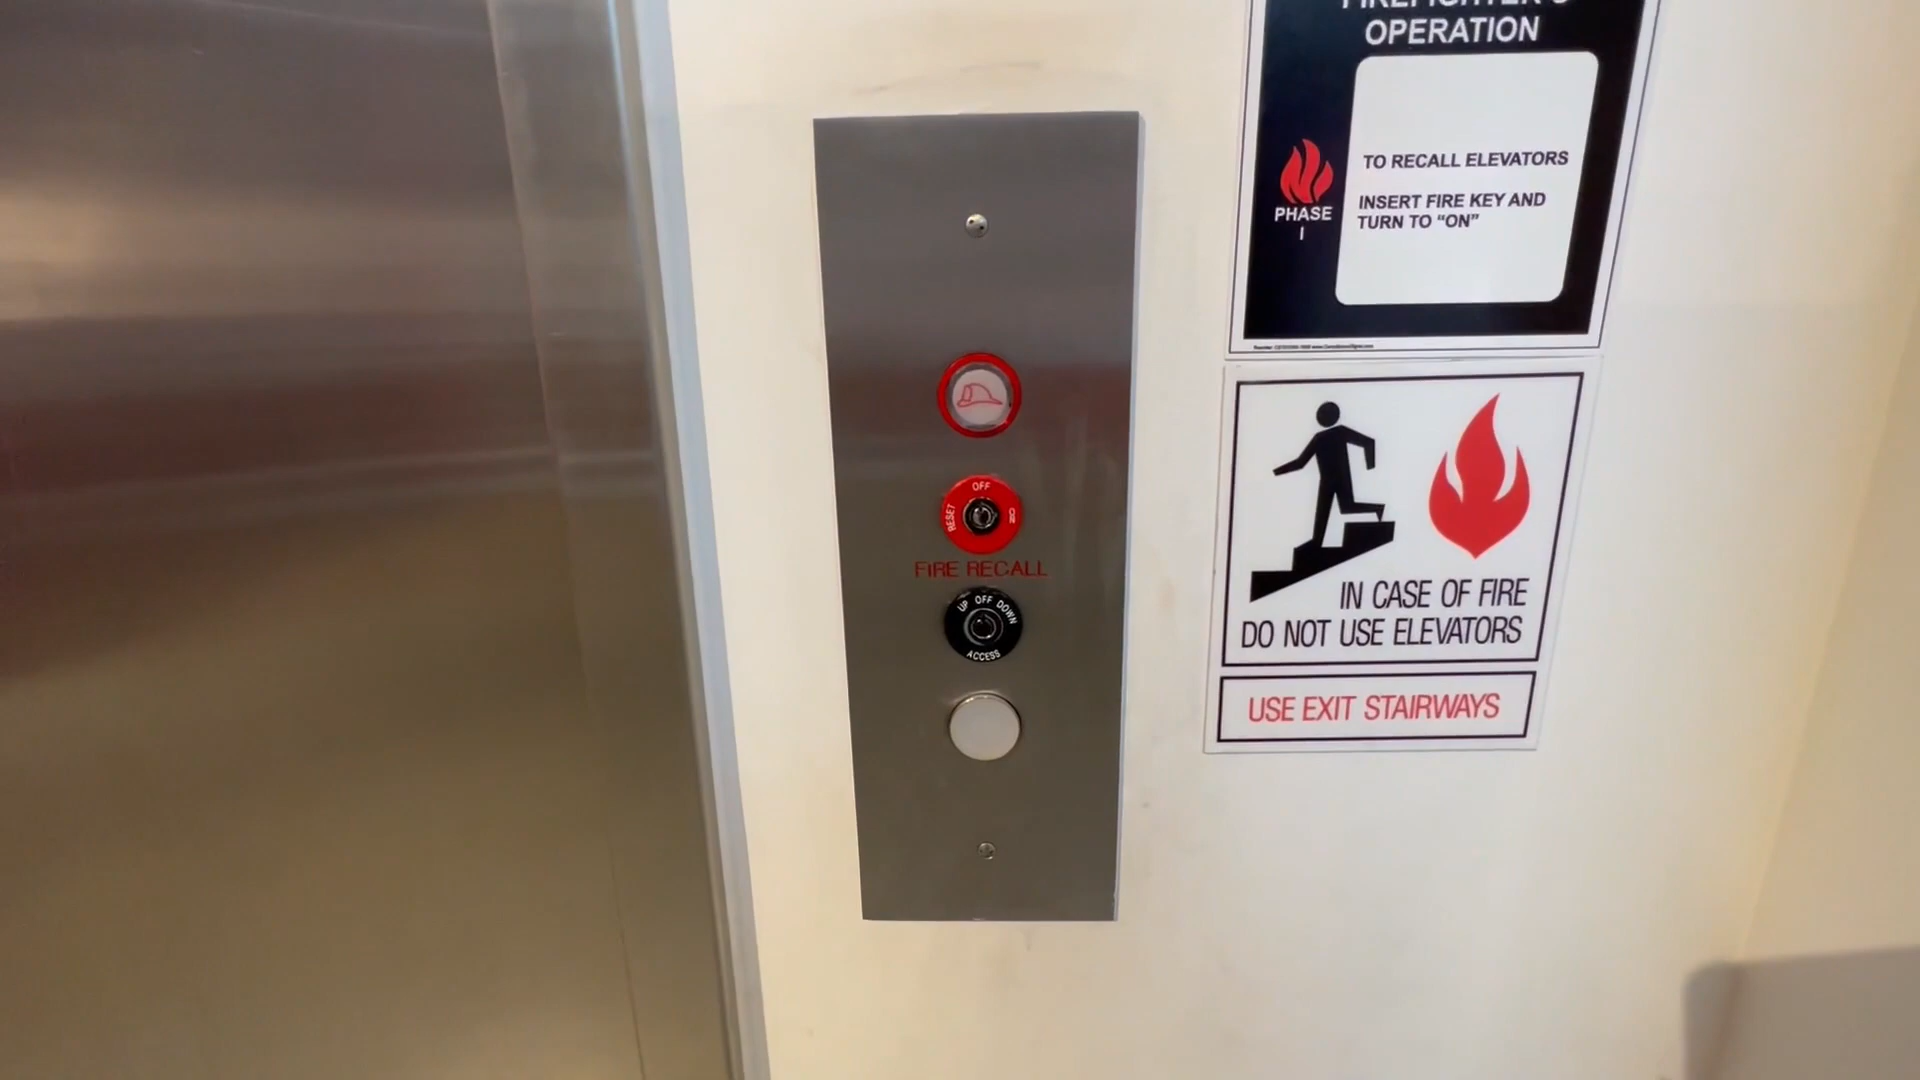 OPERATION
TO RECALL ELEVATORS
INSERT FIRE KEY AND
TURN TO “ON”
PHASE
I
OFF
RESET
ON
FIRE RECALL
UP OFF DOWN
ACCESS
IN CASE OF FIRE
DO NOT USE ELEVATORS
USE EXIT STAIRWAYS